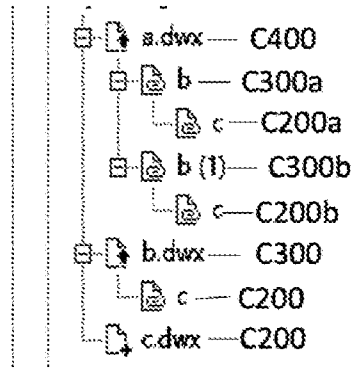 a.dwx — C400
b — C300a
c — C200a
b (1) — C300b
c — C200b
b.dwx — C300
c — C200
c.dwx — C200